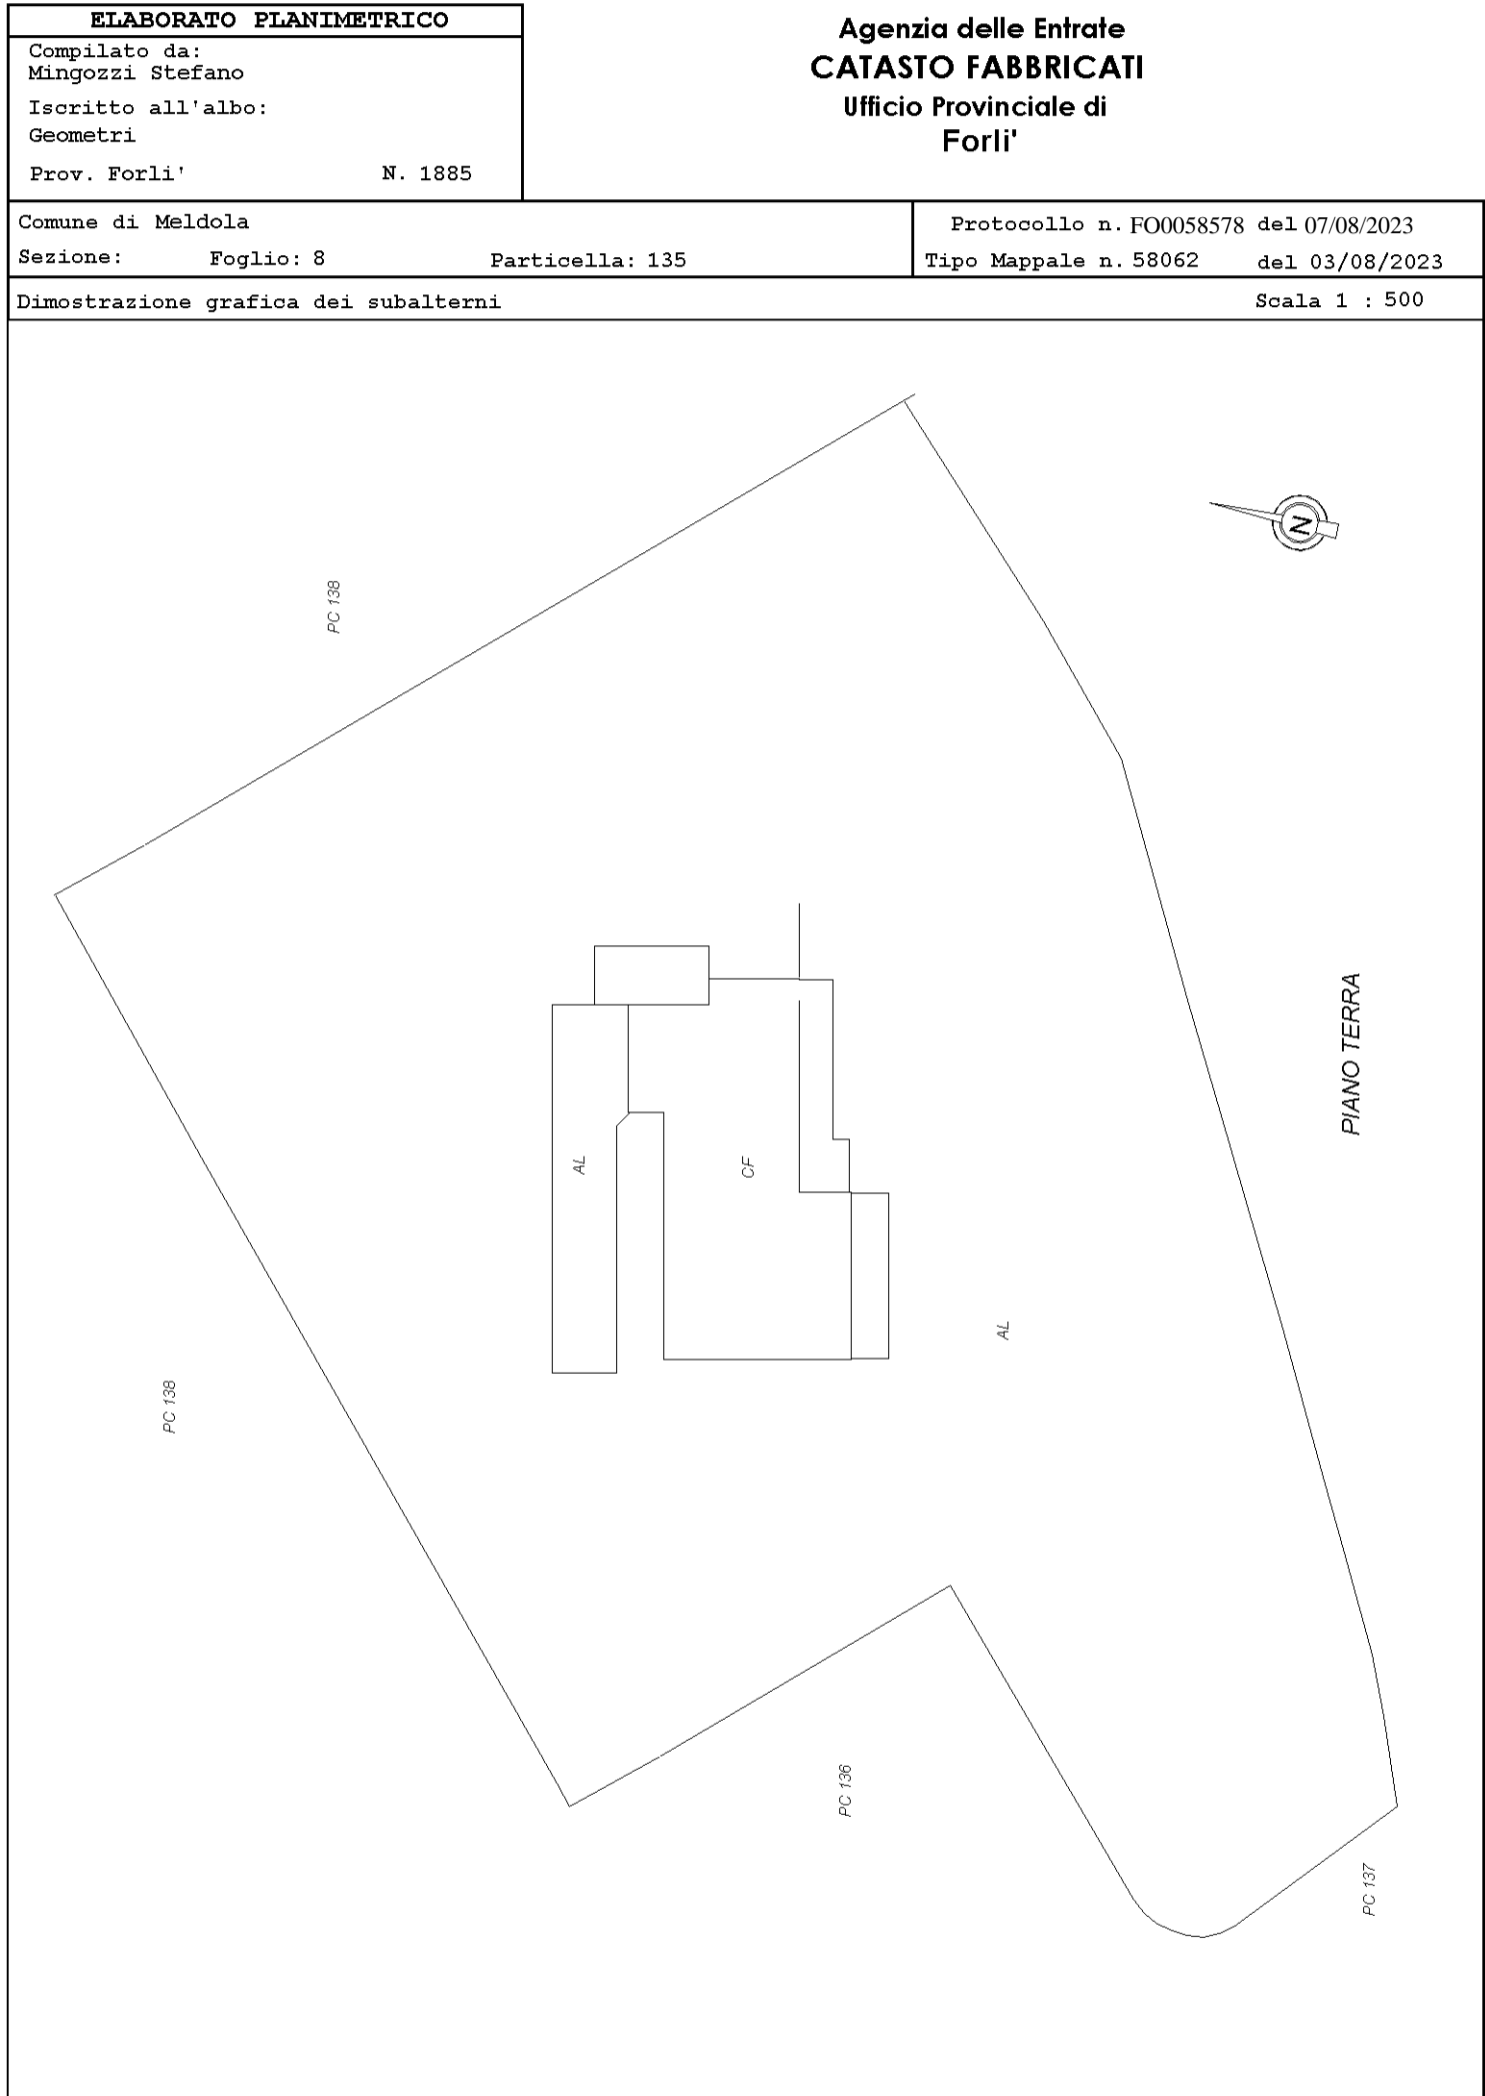 ELABORATO PLANIMETRICO
Compilato da:
Mingozzi Stefano
Iscritto all'albo:
Geometri
Prov. Forli' N. 1885
Agenzia delle Entrate
CATASTO FABBRICATI
Ufficio Provinciale di
Forli'
Comune di Meldola
Sezione: Foglio: 8 Particella: 135
Protocollo n. FO0058578 del 07/08/2023
Tipo Mappale n. 58062 del 03/08/2023
Dimostrazione grafica dei subalterni Scala 1 : 500
N
PC 138
PIANO TERRA
AL
CF
AL
PC 138
PC 136
PC 137